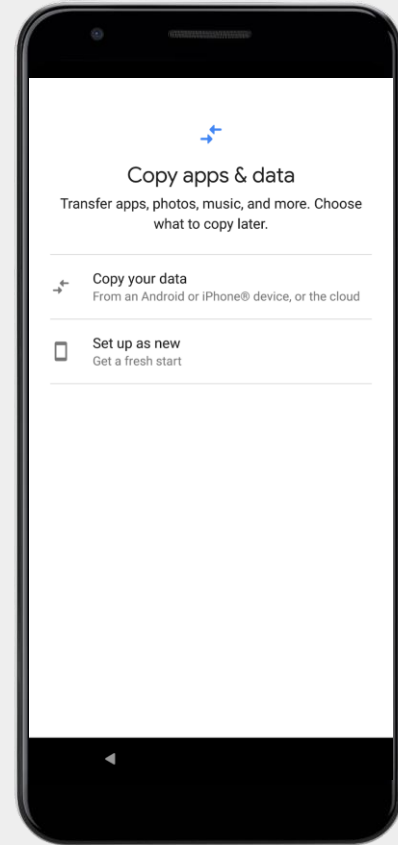 Copy apps & data
Transfer apps, photos, music, and more. Choose
what to copy later.
Copy your data
From an Android or iPhone® device, or the cloud
Set up as new
Get a fresh start